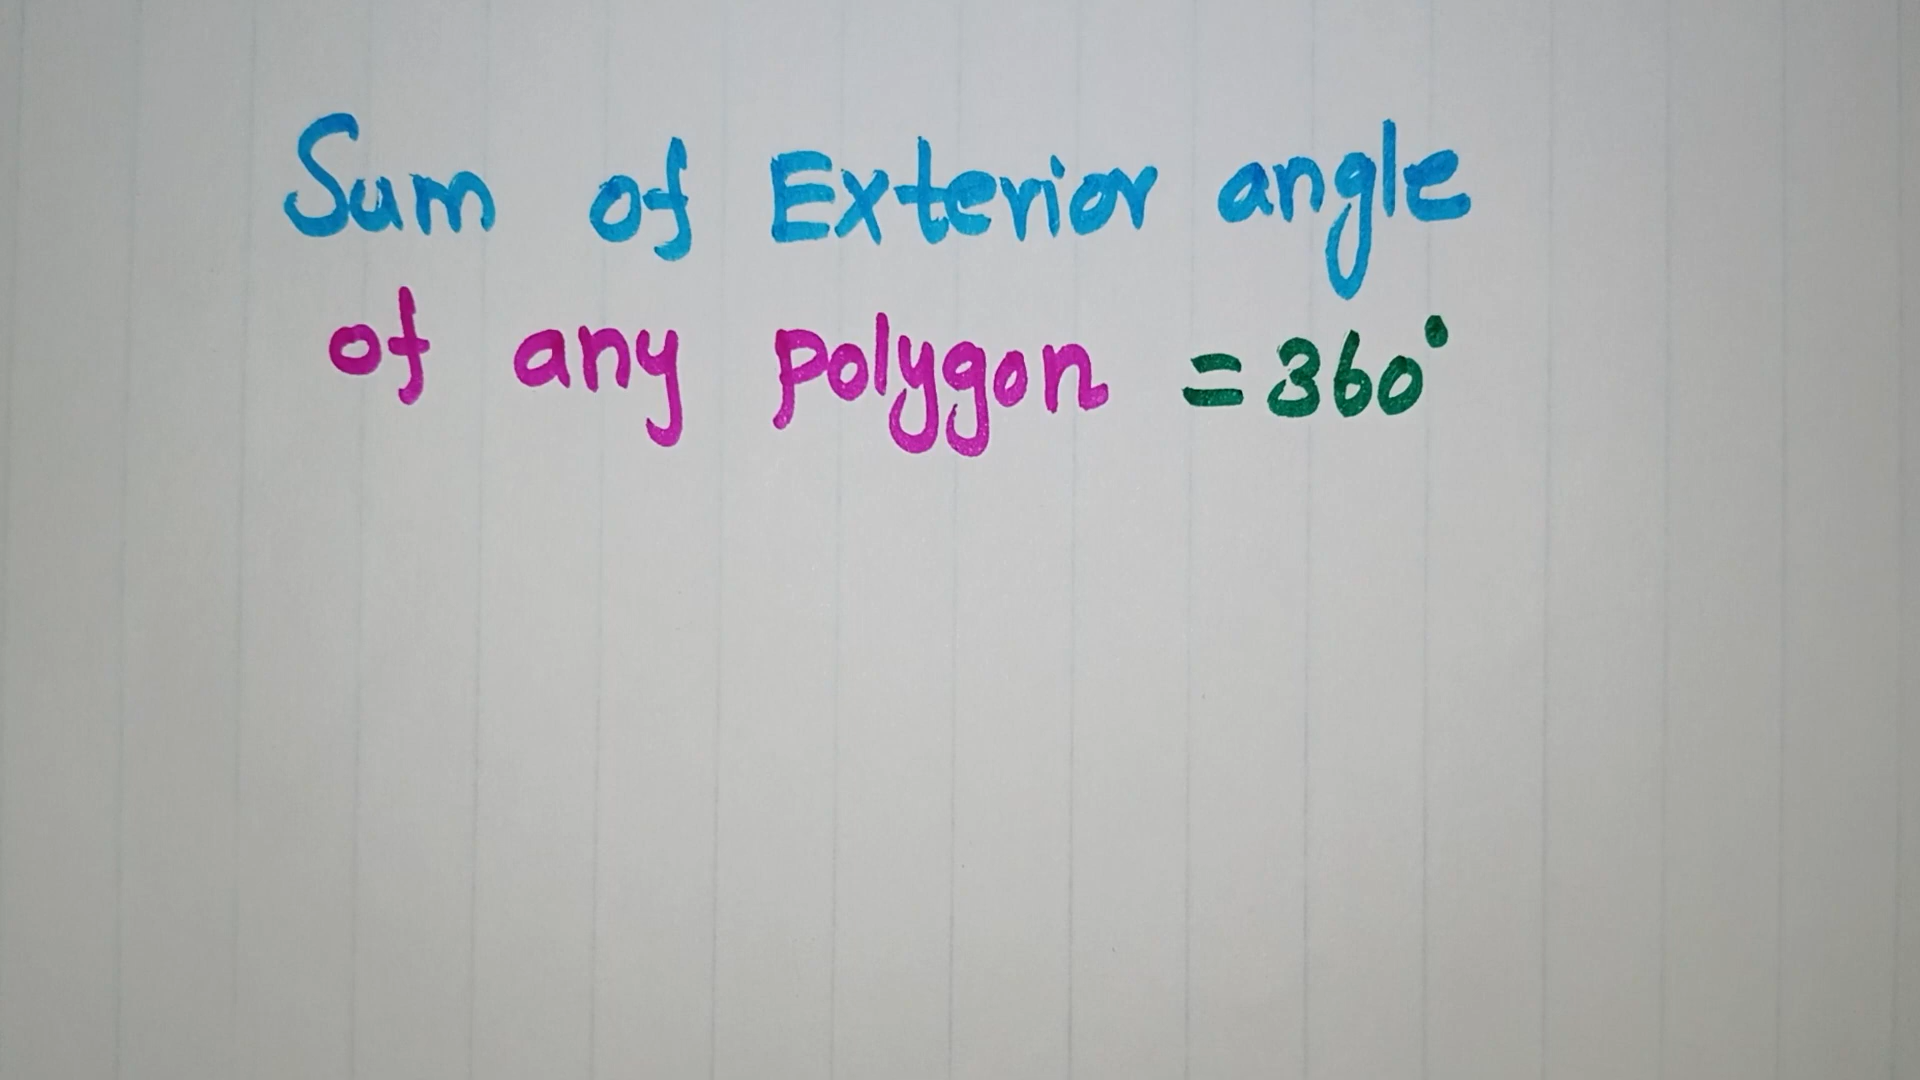 Sum of Exterior angle
of any polygon = 360°